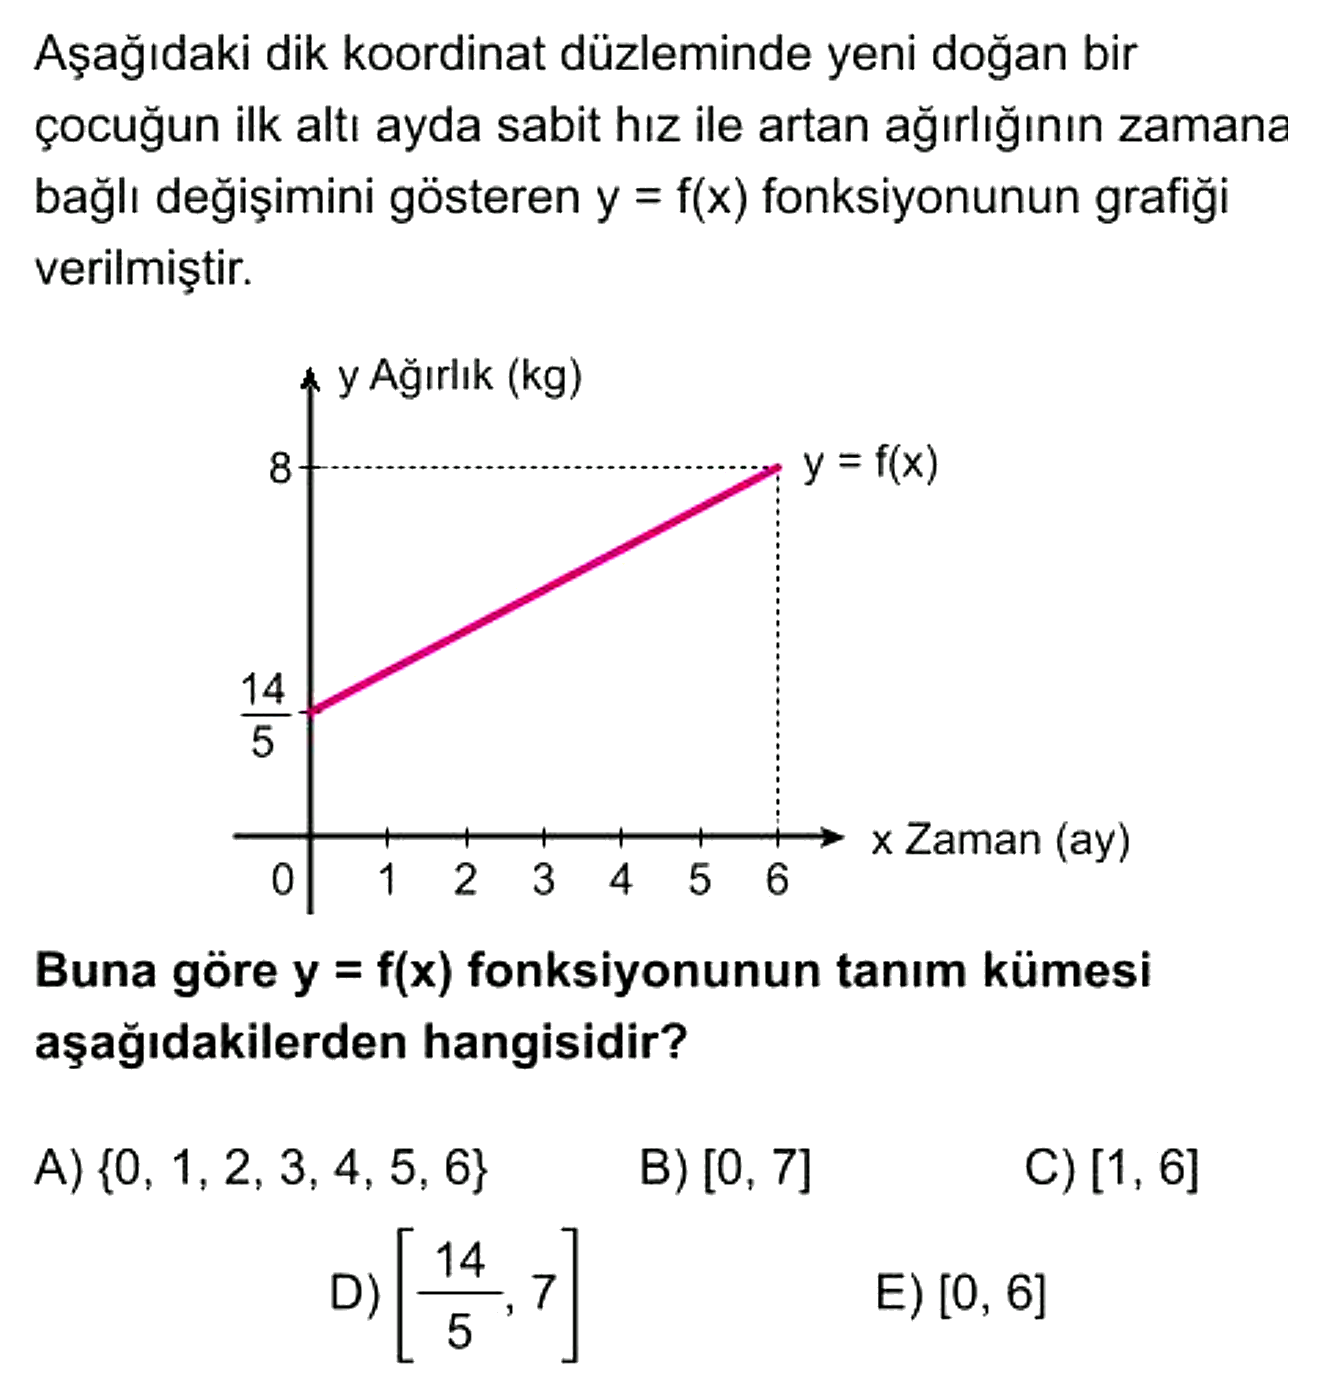 Aşağıdaki dik koordinat düzleminde yeni doğan bir
çocuğun ilk altı ayda sabit hız ile artan ağırlığının zamana
bağlı değişimini gösteren y = f(x) fonksiyonunun grafiği
verilmiştir.
y Ağırlık (kg)
8
y = f(x)
14
5
x Zaman (ay)
0 1 2 3 4 5 6
Buna göre y = f(x) fonksiyonunun tanım kümesi
aşağıdakilerden hangisidir?
A) {0, 1, 2, 3, 4, 5, 6} B) [0, 7] C) [1, 6]
D) [14/5, 7] E) [0, 6]